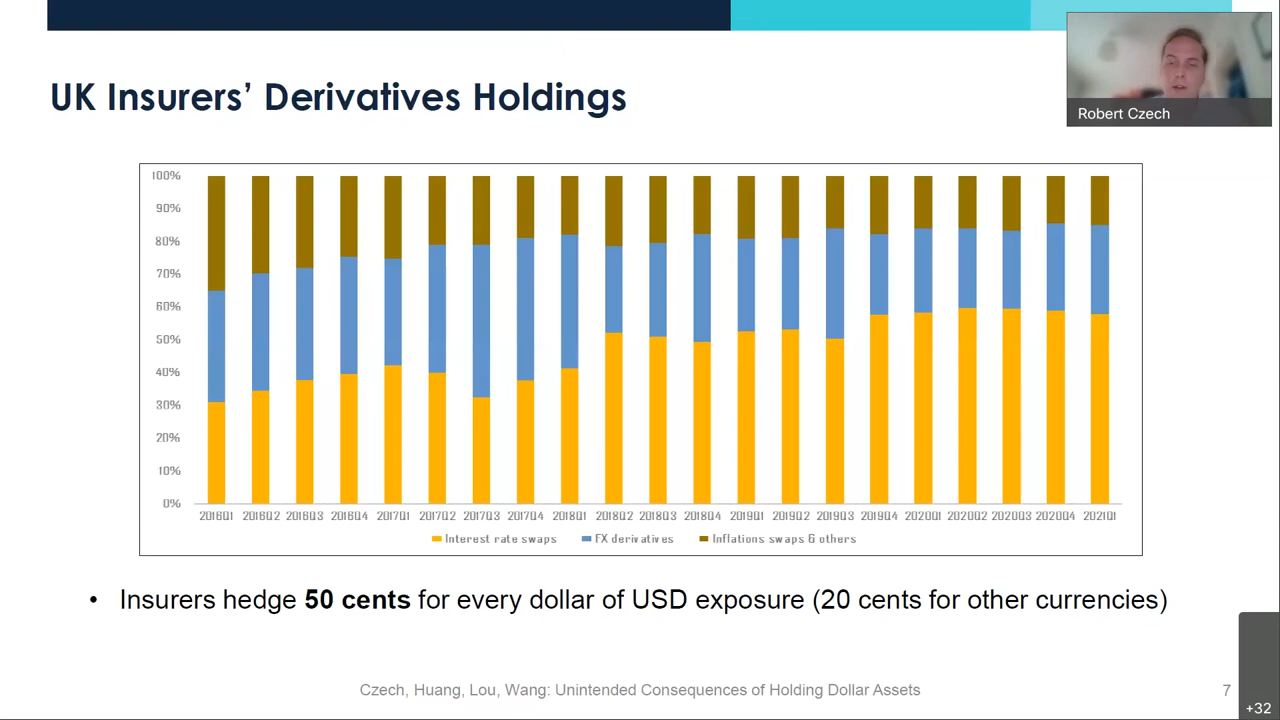 UK Insurers' Derivatives Holdings
Robert Czech
100%
90%
80%
70%
60%
50%
40%
30%
20%
10%
0%
2016Q1 2016Q2 2016Q3 2016Q4 2017Q1 2017Q2 2017Q3 2017Q4 2018Q1 2018Q2 2018Q3 2018Q4 2019Q1 2019Q2 2019Q3 2019Q4 2020Q1 2020Q2 2020Q3 2020Q4 2021Q1
Interest rate swaps FX derivatives Inflations swaps & others
• Insurers hedge 50 cents for every dollar of USD exposure (20 cents for other currencies)
Czech, Huang, Lou, Wang: Unintended Consequences of Holding Dollar Assets
7
+32